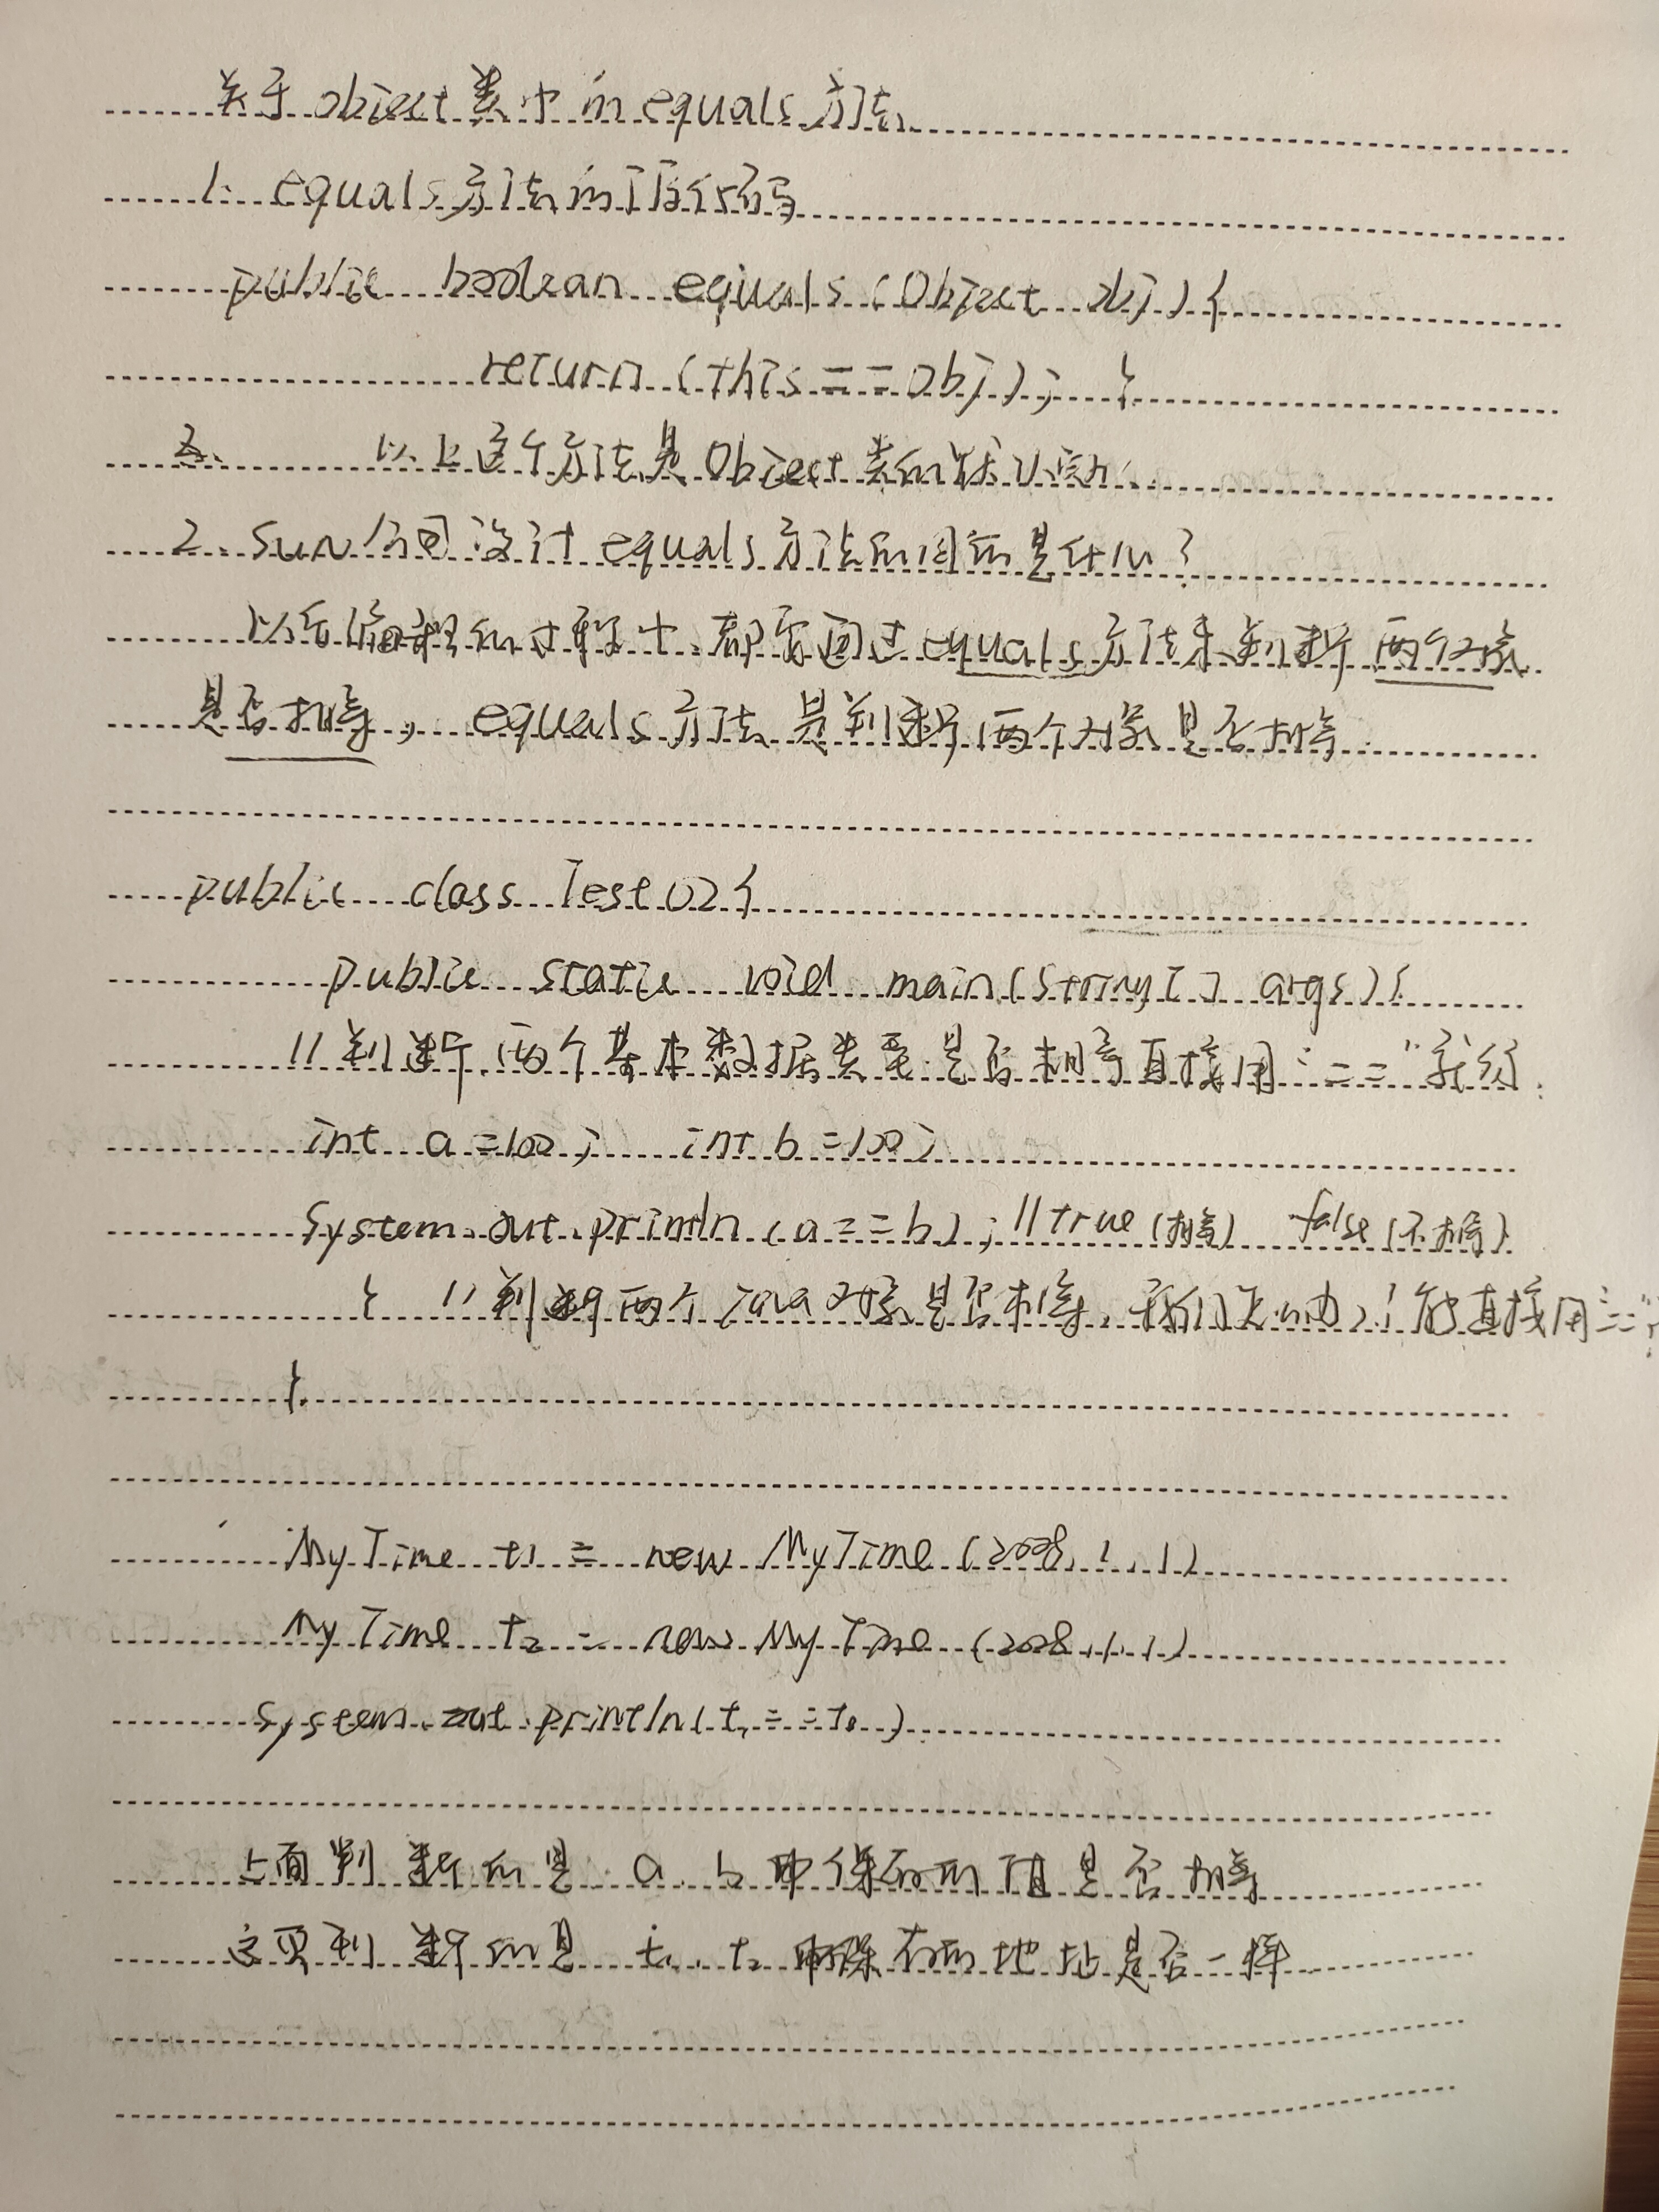 关于object类中的equals方法
1. equals方法的源代码
public boolean equals(Object obj){
return(this==obj); }
以上这个方法是Object类的默认实现
2. sun公司设计equals方法的目的是什么？
以后编程的过程中,都要通过equals方法来判断两个对象
是否相等, equals方法是判断两个对象是否相等
public class Test02{
public static void main(String[] args){
//判断两个基本数据类型是否相等直接用"=="就行.
int a=100; int b=100;
System.out.println(a==b); //true(相等) false(不相等)
} //判断两个Java对象是否相等,我们能直接用"=="
}
MyTime t1 = new MyTime(2008,1,1)
MyTime t2 = new MyTime(2008,1,1)
System.out.println(t1==t2)
上面判断的是a、b中保存的值是否相等
这里判断的是t1、t2中保存的地址是否一样